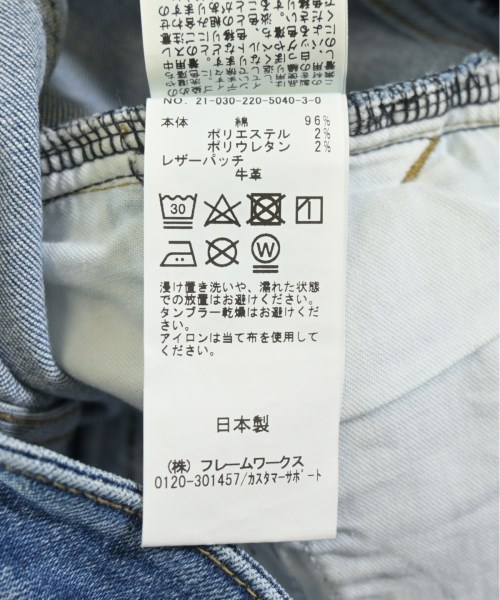 NO. 21-030-220-5040-3-0
本体 綿 96%
ポリエステル 2%
ポリウレタン 2%
レザーパッチ
牛革
30
W
浸け置き洗いや、濡れた状態
での放置はお避けください。
タンブラー乾燥はお避けくだ
さい。
アイロンは当て布を使用して
ください。
日本製
(株) フレームワークス
0120-301457/カスタマーサポート